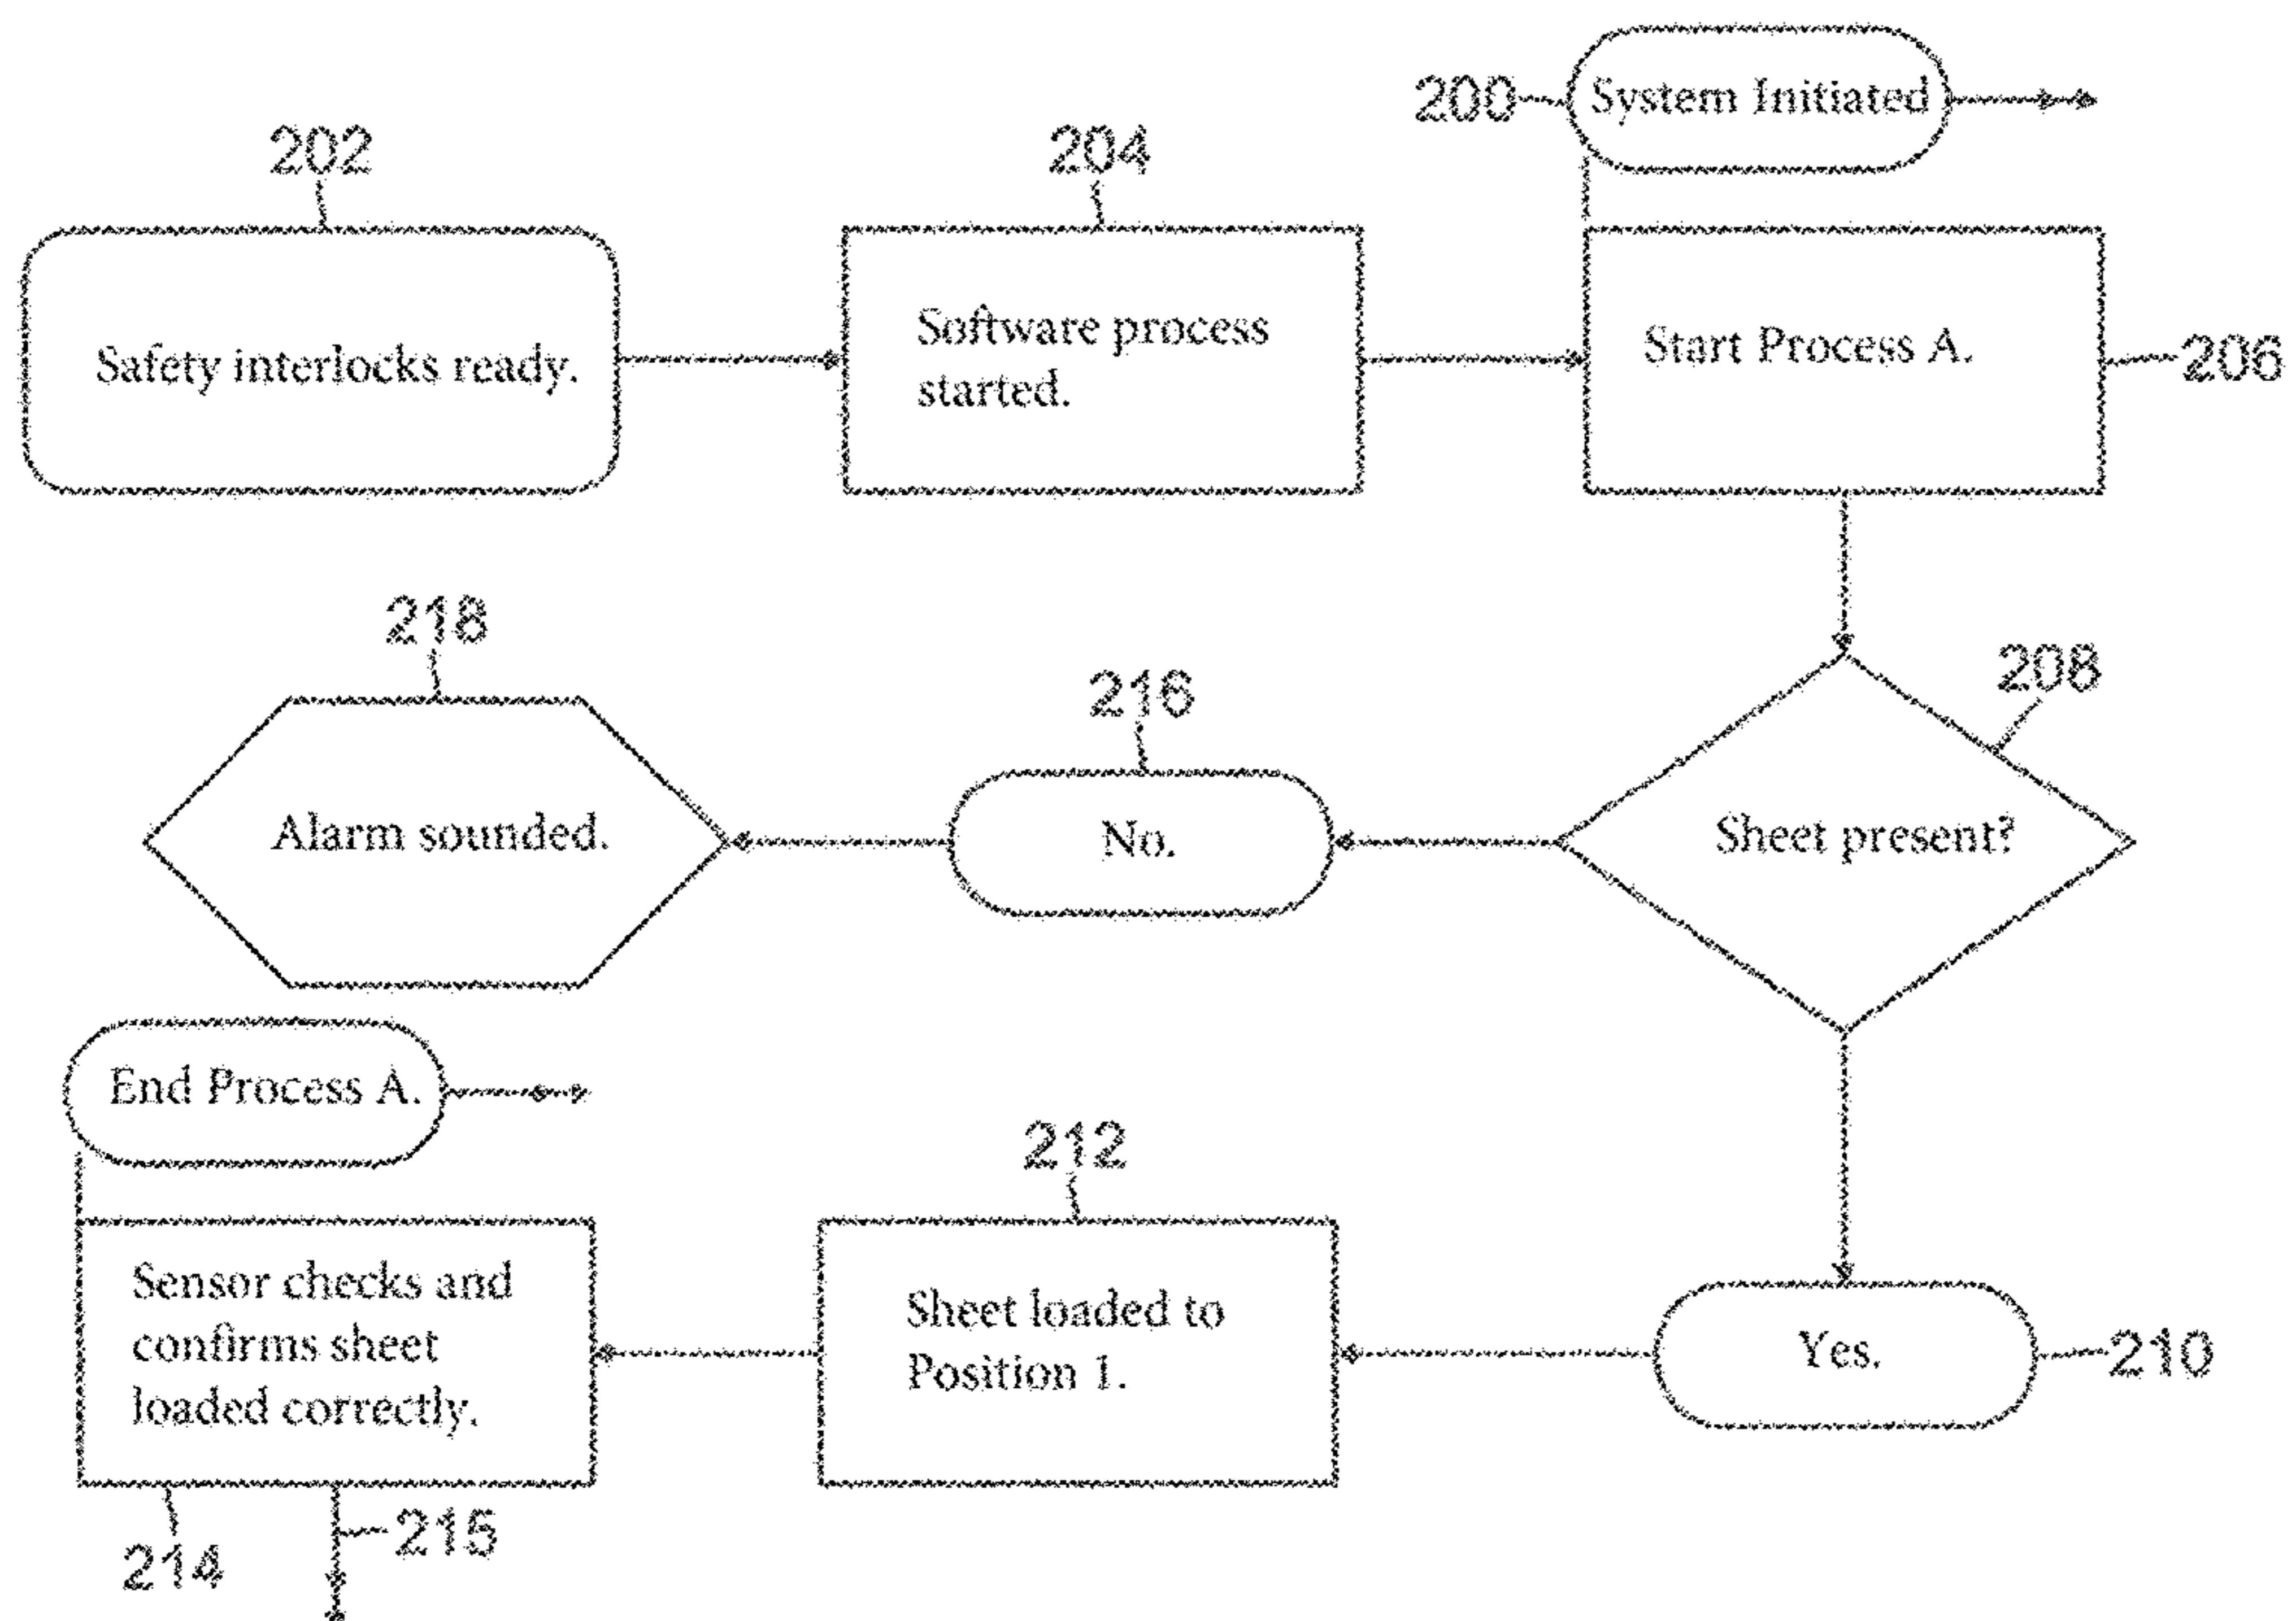 200
System Initiated
202
204
Safety interlocks ready.
Software process
started.
Start Process A.
206
218
216
208
Alarm sounded.
No.
Sheet present?
End Process A.
212
Sensor checks and
confirms sheet
loaded correctly.
Sheet loaded to
Position 1.
Yes.
210
214
215